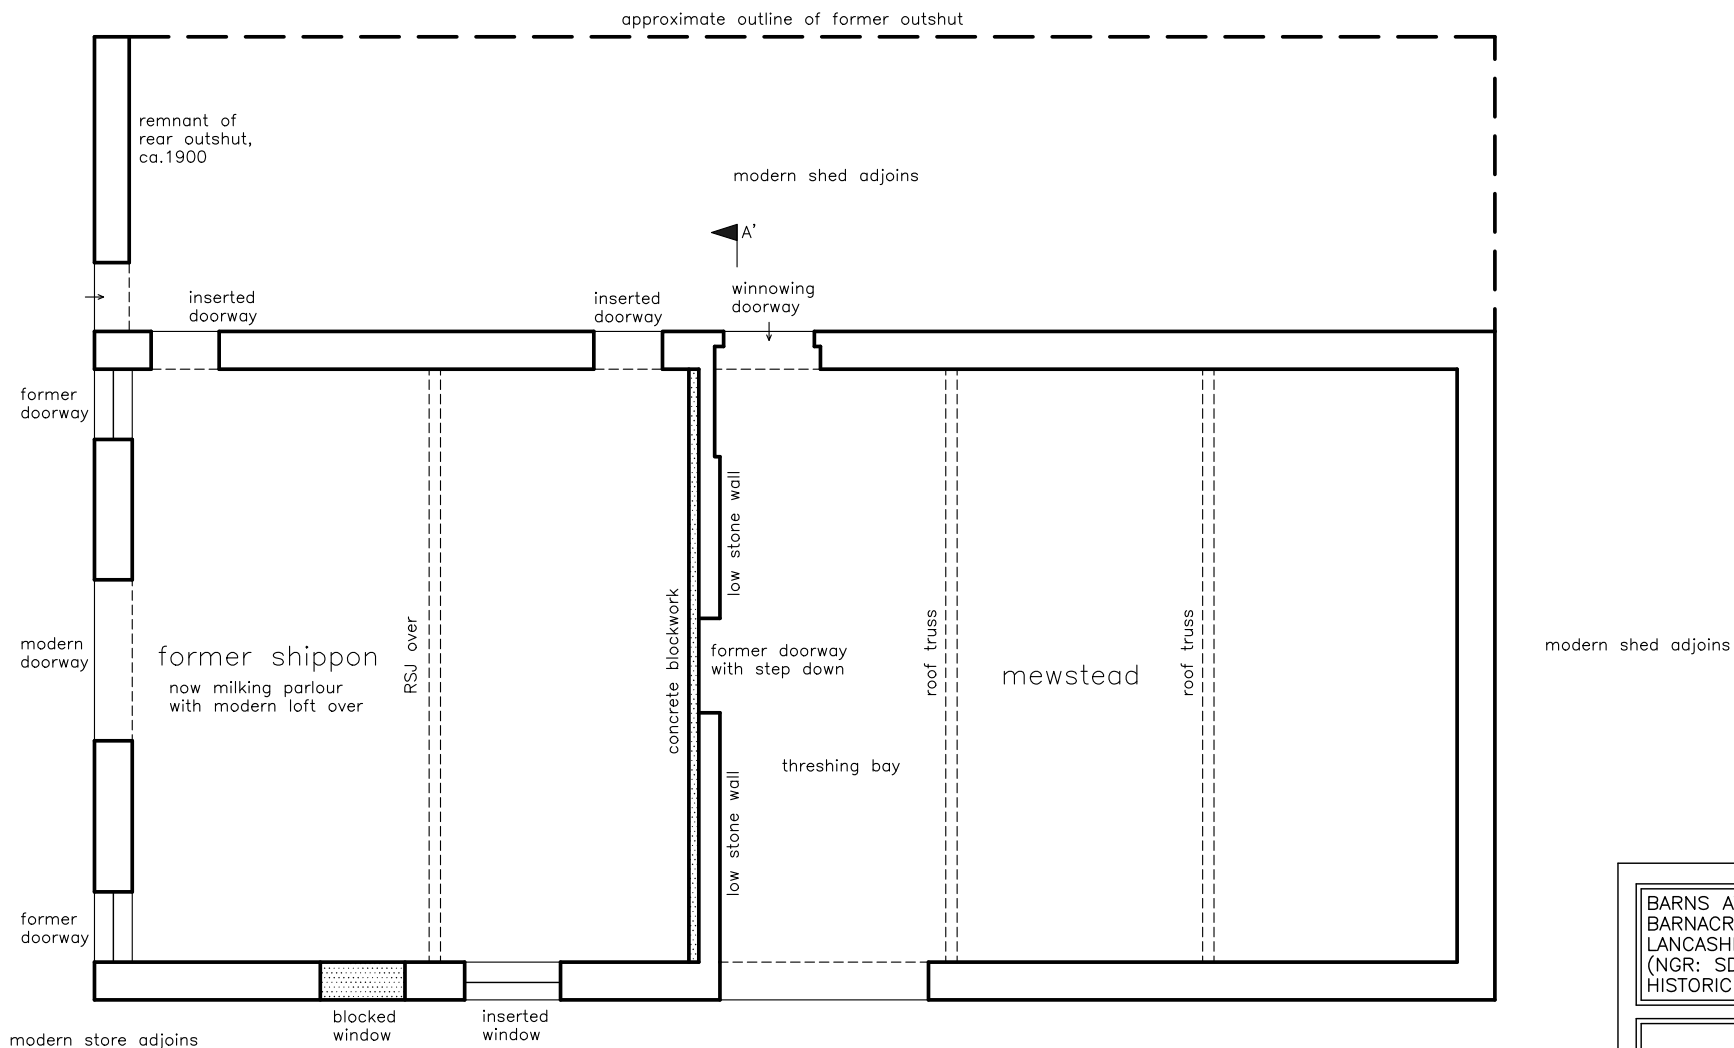 approximate outline of former outshut
remnant of
rear outshut,
ca.1900
modern shed adjoins
A'
winnowing
doorway
inserted
doorway
inserted
doorway
former
doorway
low stone wall
modern
doorway
former shippon
now milking parlour
with modern loft over
RSJ over
concrete blockwork
former doorway
with step down
roof truss
mewstead
roof truss
modern shed adjoins
threshing bay
low stone wall
former
doorway
BARNS A
BARNACR
LANCASHI
(NGR: SD
HISTORIC
blocked
window
inserted
window
modern store adjoins